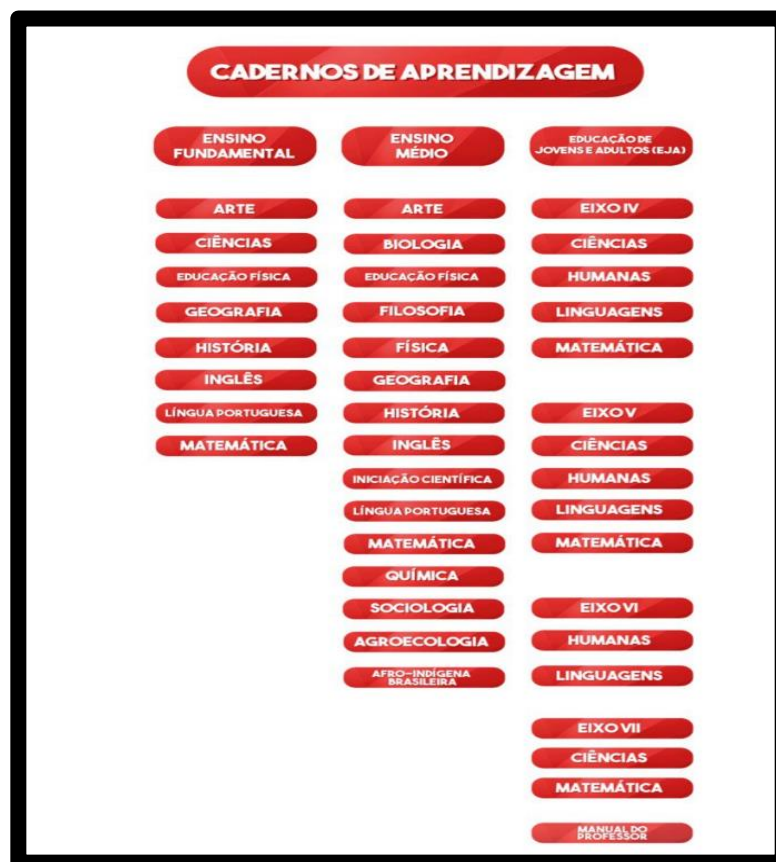 CADERNOS DE APRENDIZAGEM
ENSINO
FUNDAMENTAL
ARTE
CIÊNCIAS
EDUCAÇÃO FÍSICA
GEOGRAFIA
HISTÓRIA
INGLÊS
LÍNGUA PORTUGUESA
MATEMÁTICA
ENSINO
MÉDIO
ARTE
BIOLOGIA
EDUCAÇÃO FÍSICA
FILOSOFIA
FÍSICA
GEOGRAFIA
HISTÓRIA
INGLÊS
INICIAÇÃO CIENTÍFICA
LÍNGUA PORTUGUESA
MATEMÁTICA
QUÍMICA
SOCIOLOGIA
AGROECOLOGIA
AFRO-INDÍGENA
BRASILEIRA
EDUCAÇÃO DE
JOVENS E ADULTOS (EJA)
EIXO IV
CIÊNCIAS
HUMANAS
LINGUAGENS
MATEMÁTICA
EIXO V
CIÊNCIAS
HUMANAS
LINGUAGENS
MATEMÁTICA
EIXO VI
HUMANAS
LINGUAGENS
EIXO VII
CIÊNCIAS
MATEMÁTICA
MANUAL DO
PROFESSOR